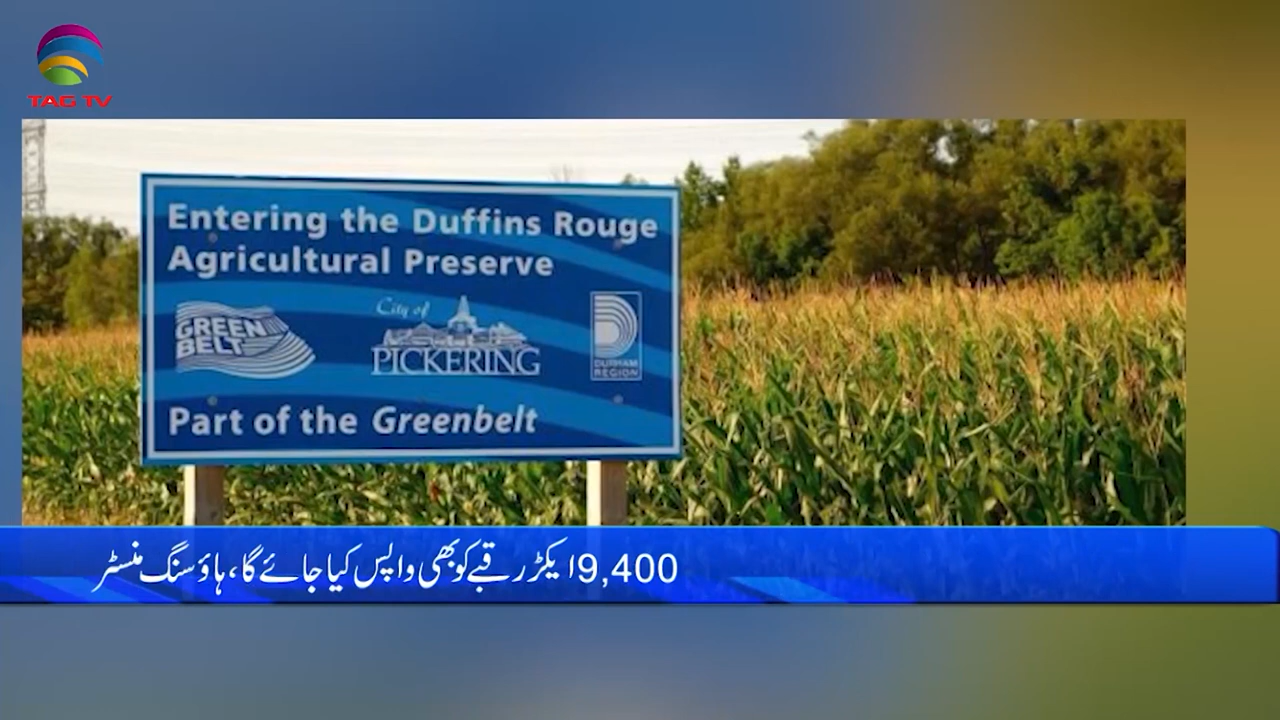 TAG TV
Entering the Duffins Rouge
Agricultural Preserve
GREEN
BELT
City of
PICKERING
DURHAM
REGION
Part of the Greenbelt
9,400 ایکڑ رقبے کو بھی واپس کیا جائے گا، ہاؤسنگ منسٹر